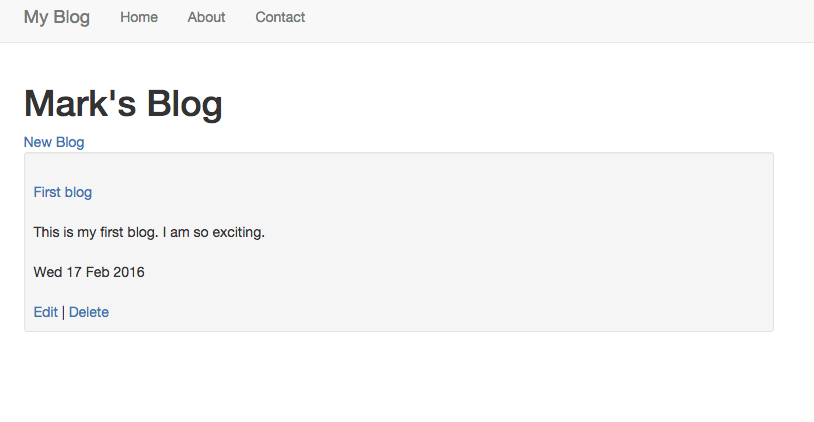 My Blog Home About Contact
Mark's Blog
New Blog
First blog
This is my first blog. I am so exciting.
Wed 17 Feb 2016
Edit | Delete